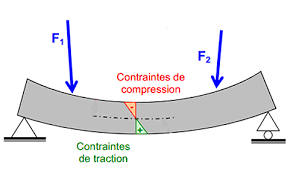 F1
F2
Contraintes de
compression
-
+
Contraintes
de traction